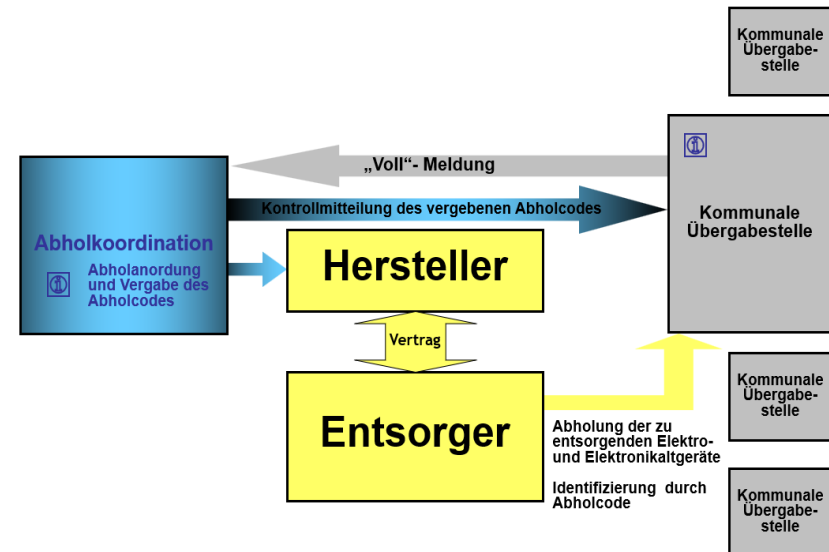 Kommunale
Übergabe-
stelle
„Voll“- Meldung
Kontrollmitteilung des vergebenen Abholcodes
Kommunale
Übergabestelle
Abholkoordination
Abholanordung
und Vergabe des
Abholcodes
Hersteller
Vertrag
Entsorger
Abholung der zu
entsorgenden Elektro-
und Elektronikaltgeräte
Identifizierung durch
Abholcode
Kommunale
Übergabe-
stelle
Kommunale
Übergabe-
stelle